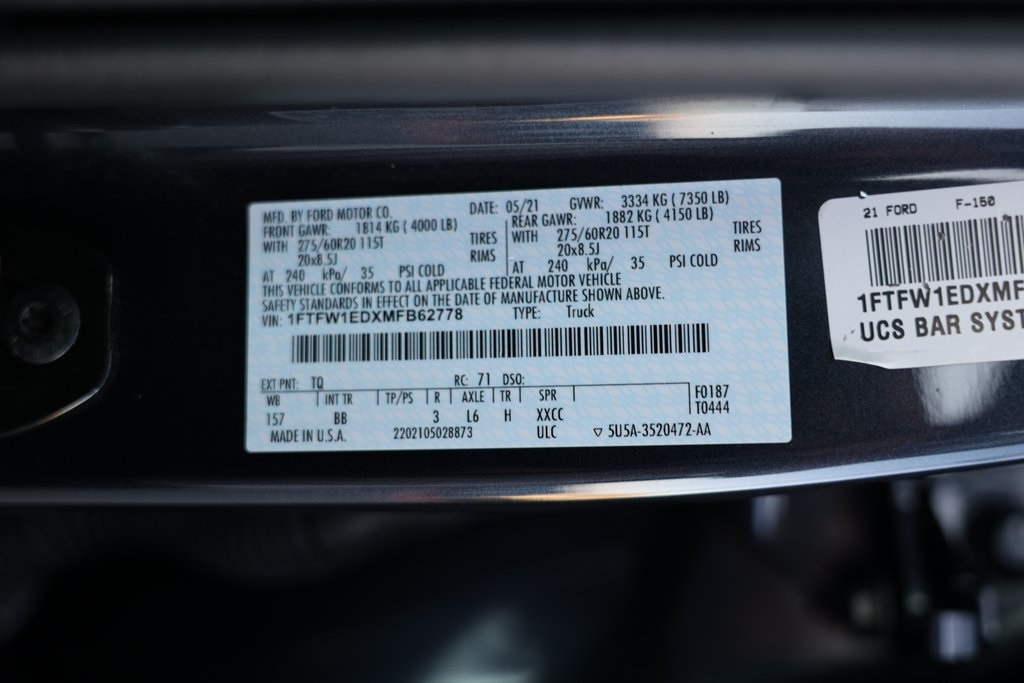 MFD. BY FORD MOTOR CO. DATE: 05/21 GVWR: 3334 KG ( 7350 LB)
FRONT GAWR: 1814 KG ( 4000 LB) REAR GAWR: 1882 KG ( 4150 LB)
WITH 275/60R20 115T TIRES WITH 275/60R20 115T TIRES
20x8.5J RIMS 20x8.5J RIMS
AT 240 kPa/ 35 PSI COLD AT 240 kPa/ 35 PSI COLD
THIS VEHICLE CONFORMS TO ALL APPLICABLE FEDERAL MOTOR VEHICLE
SAFETY STANDARDS IN EFFECT ON THE DATE OF MANUFACTURE SHOWN ABOVE.
VIN: 1FTFW1EDXMFB62778 TYPE: Truck
EXT PNT: TQ RC: 71 DSO:
WB INT TR TP/PS R AXLE TR SPR F0187
157 BB 3 L6 H XXCC T0444
MADE IN U.S.A. 2202105028873 ULC ▽ 5U5A-3520472-AA
21 FORD F-150
1FTFW1EDXMF
UCS BAR SYST